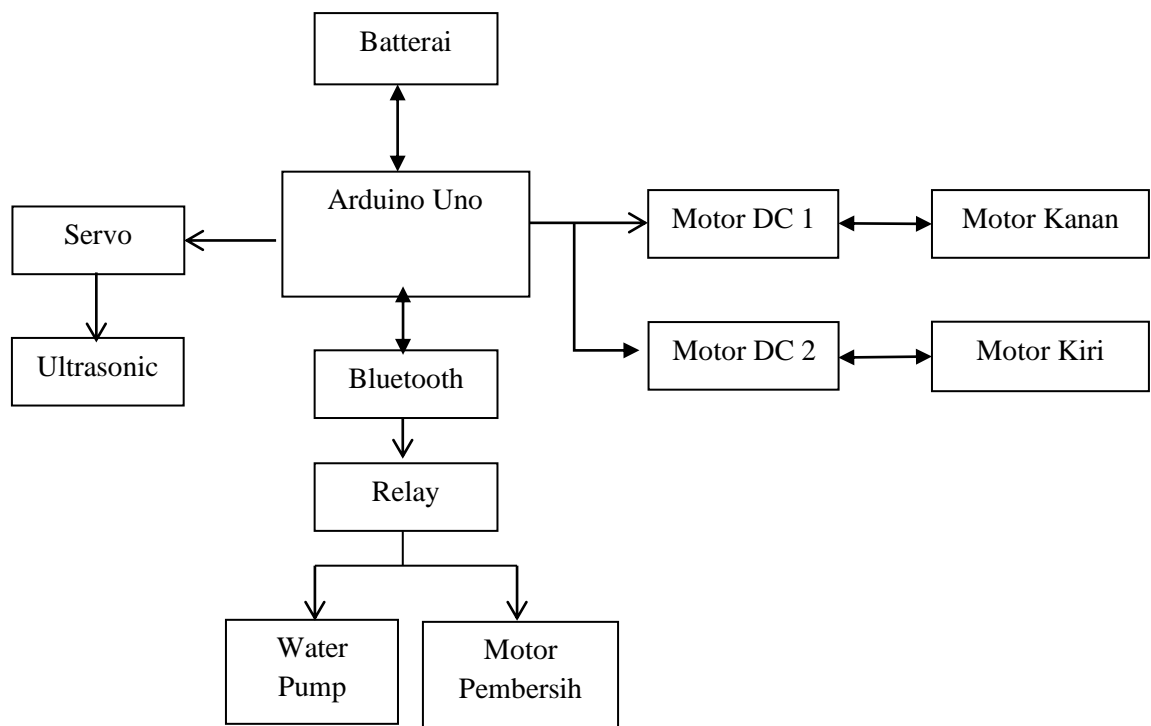 Batterai
Arduino Uno
Servo
Motor DC 1
Motor Kanan
Ultrasonic
Bluetooth
Motor DC 2
Motor Kiri
Relay
Water
Pump
Motor
Pembersih